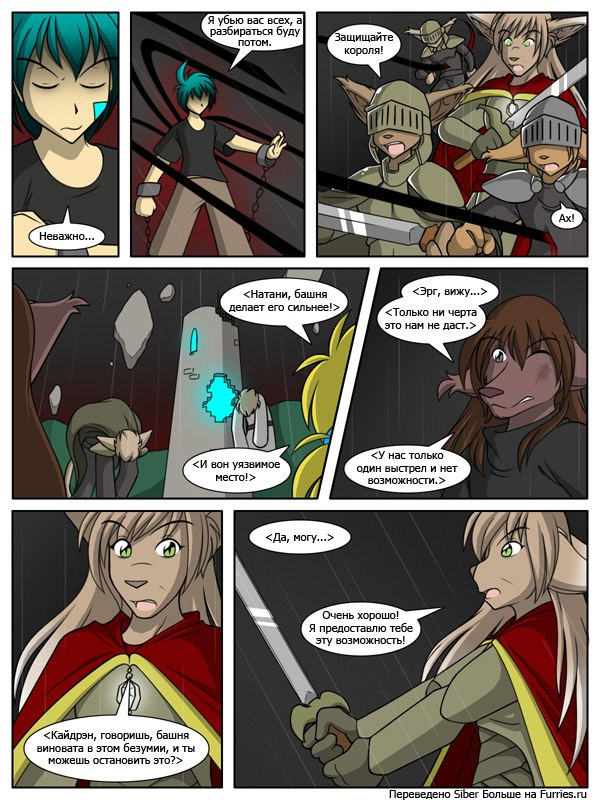 Неважно...
Я убью вас всех, а
разбираться буду
потом.
Защищайте
короля!
Ах!
<Натани, башня
делает его сильнее!>
<И вон уязвимое
место!>
<Эрг, вижу...>
<Только ни черта
это нам не даст.>
<У нас только
один выстрел и нет
возможности.>
<Кайдрэн, говоришь, башня
виновата в этом безумии, и ты
можешь остановить это?>
<Да, могу...>
Очень хорошо!
Я предоставлю тебе
эту возможность!
Переведено Siber Больше на Furries.ru